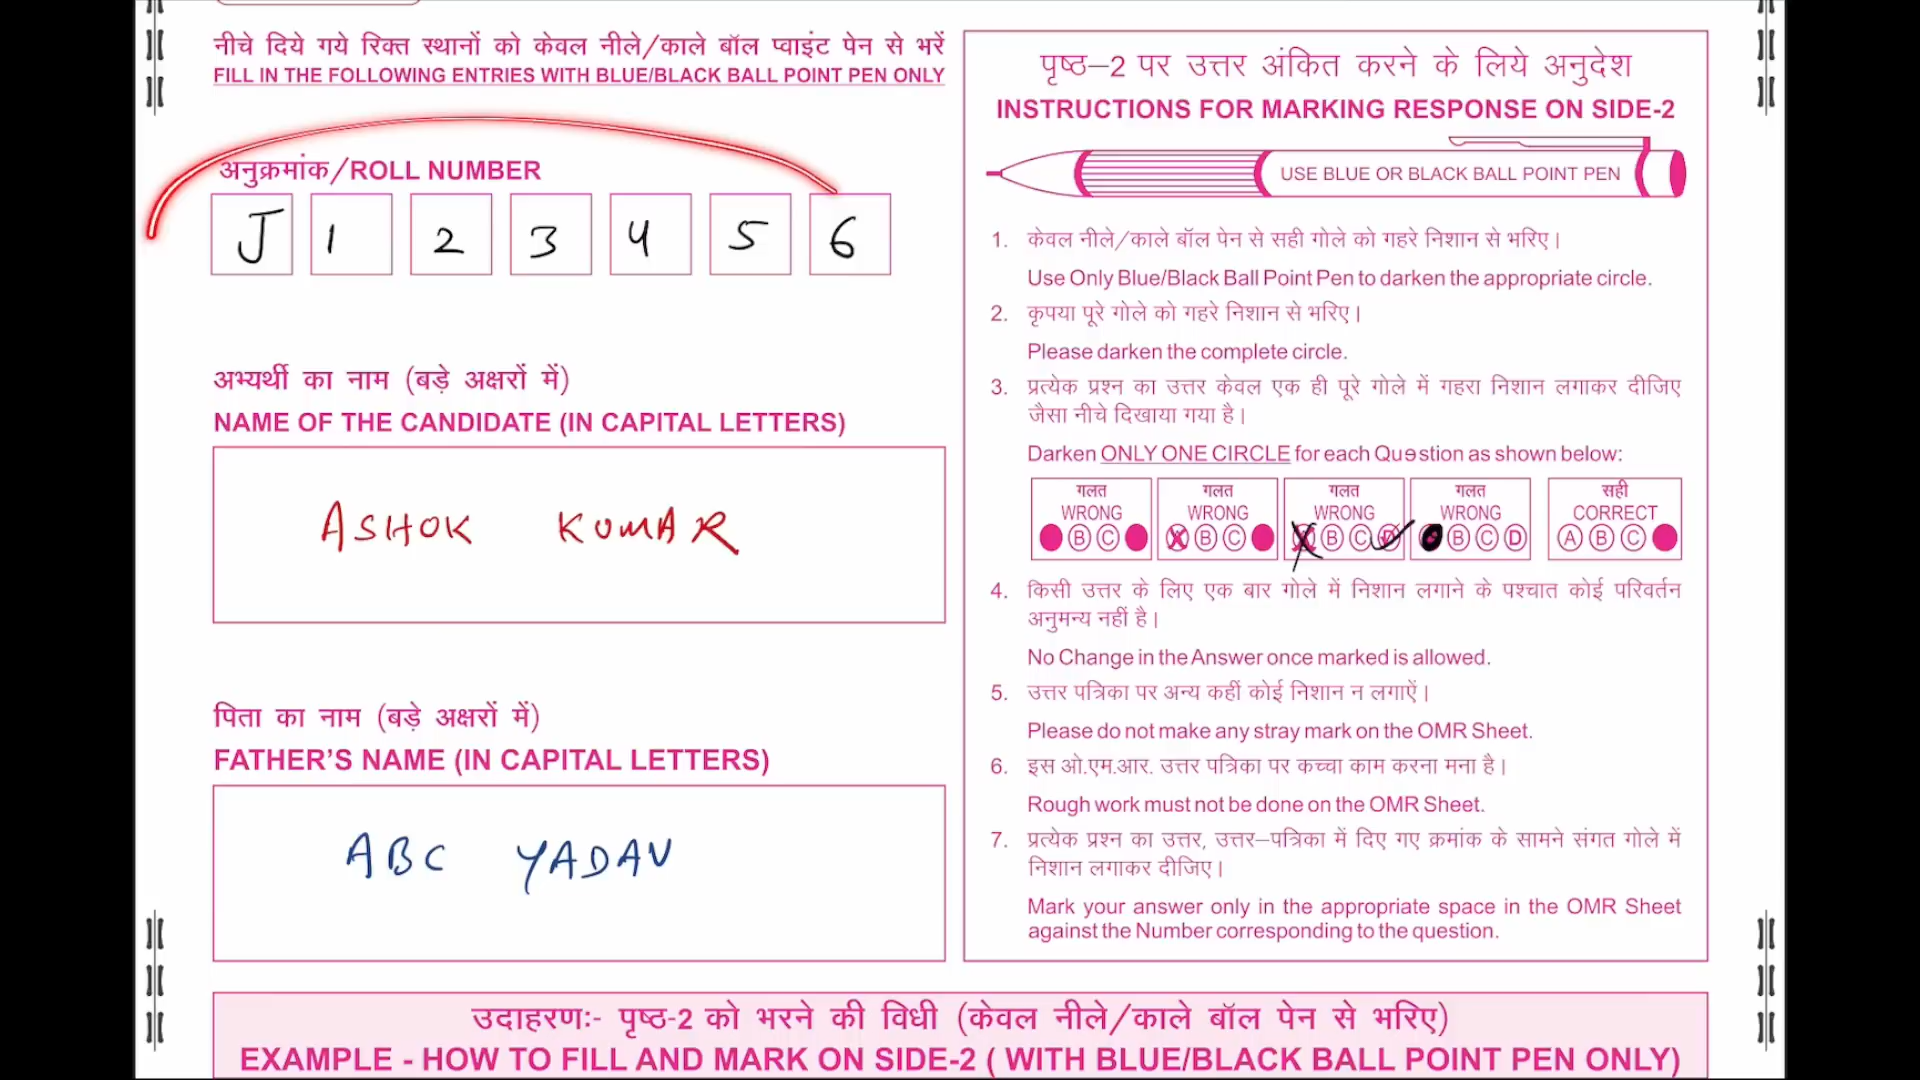 नीचे दिये गये रिक्त स्थानों को केवल नीले/काले बॉल प्वाइंट पेन से भरें
FILL IN THE FOLLOWING ENTRIES WITH BLUE/BLACK BALL POINT PEN ONLY
अनुक्रमांक/ROLL NUMBER
J 1 2 3 4 5 6
अभ्यर्थी का नाम (बड़े अक्षरों में)
NAME OF THE CANDIDATE (IN CAPITAL LETTERS)
ASHOK KUMAR
पिता का नाम (बड़े अक्षरों में)
FATHER'S NAME (IN CAPITAL LETTERS)
ABC YADAV
पृष्ठ–2 पर उत्तर अंकित करने के लिये अनुदेश
INSTRUCTIONS FOR MARKING RESPONSE ON SIDE-2
USE BLUE OR BLACK BALL POINT PEN
1. केवल नीले/काले बॉल पेन से सही गोले को गहरे निशान से भरिए।
Use Only Blue/Black Ball Point Pen to darken the appropriate circle.
2. कृपया पूरे गोले को गहरे निशान से भरिए।
Please darken the complete circle.
3. प्रत्येक प्रश्न का उत्तर केवल एक ही पूरे गोले में गहरा निशान लगाकर दीजिए
जैसा नीचे दिखाया गया है।
Darken ONLY ONE CIRCLE for each Question as shown below:
गलत गलत गलत गलत सही
WRONG WRONG WRONG WRONG CORRECT
B C B C B C D B C D A B C
4. किसी उत्तर के लिए एक बार गोले में निशान लगाने के पश्चात कोई परिवर्तन
अनुमन्य नहीं है।
No Change in the Answer once marked is allowed.
5. उत्तर पत्रिका पर अन्य कहीं कोई निशान न लगाऐं।
Please do not make any stray mark on the OMR Sheet.
6. इस ओ.एम.आर. उत्तर पत्रिका पर कच्चा काम करना मना है।
Rough work must not be done on the OMR Sheet.
7. प्रत्येक प्रश्न का उत्तर, उत्तर–पत्रिका में दिए गए क्रमांक के सामने संगत गोले में
निशान लगाकर दीजिए।
Mark your answer only in the appropriate space in the OMR Sheet
against the Number corresponding to the question.
उदाहरणः- पृष्ठ-2 को भरने की विधी (केवल नीले/काले बॉल पेन से भरिए)
EXAMPLE - HOW TO FILL AND MARK ON SIDE-2 ( WITH BLUE/BLACK BALL POINT PEN ONLY)